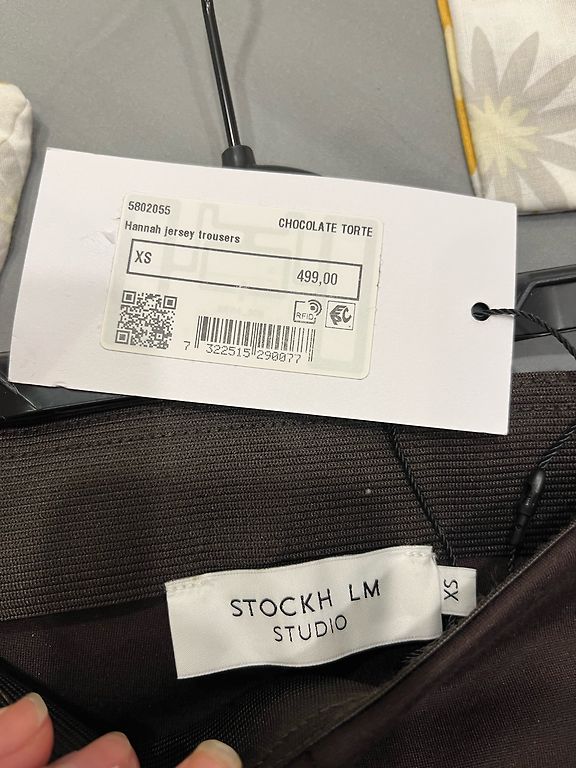 5802055
CHOCOLATE TORTE
Hannah jersey trousers
XS
499,00
RFID
7 322515 290077
STOCKH LM
STUDIO
XS